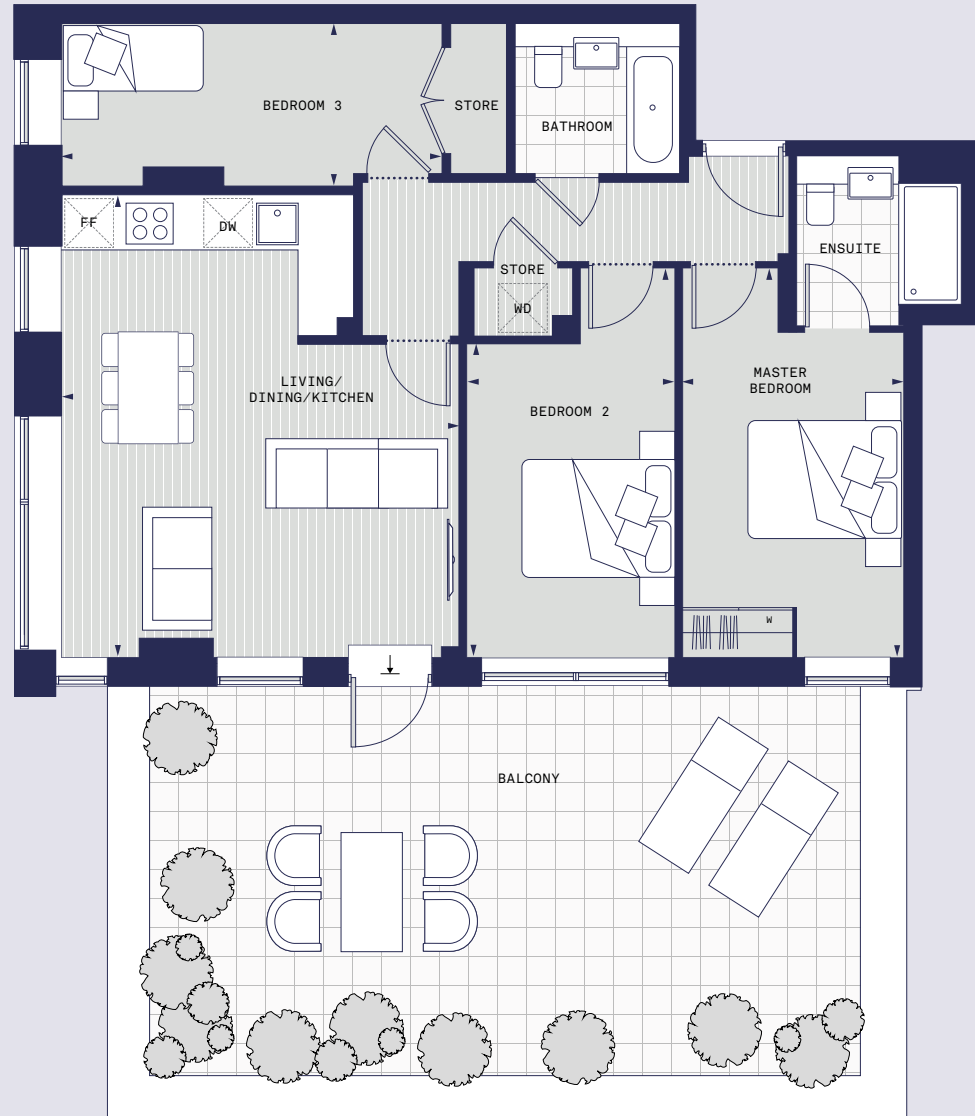 BEDROOM 3
STORE
BATHROOM
FF
DW
ENSUITE
STORE
WD
LIVING/
DINING/KITCHEN
MASTER
BEDROOM
BEDROOM 2
W
BALCONY